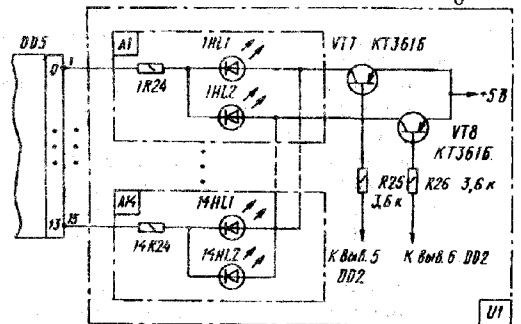 DD5
0
1
13
15
A1
1R24
1HL1
1HL2
A14
14R24
14HL1
14HL2
VT7 КТ361Б
+5 В
VT8
КТ361Б
R25
3,6 к
R26 3,6 к
К выв. 5
DD2
К выв. 6 DD2
U1